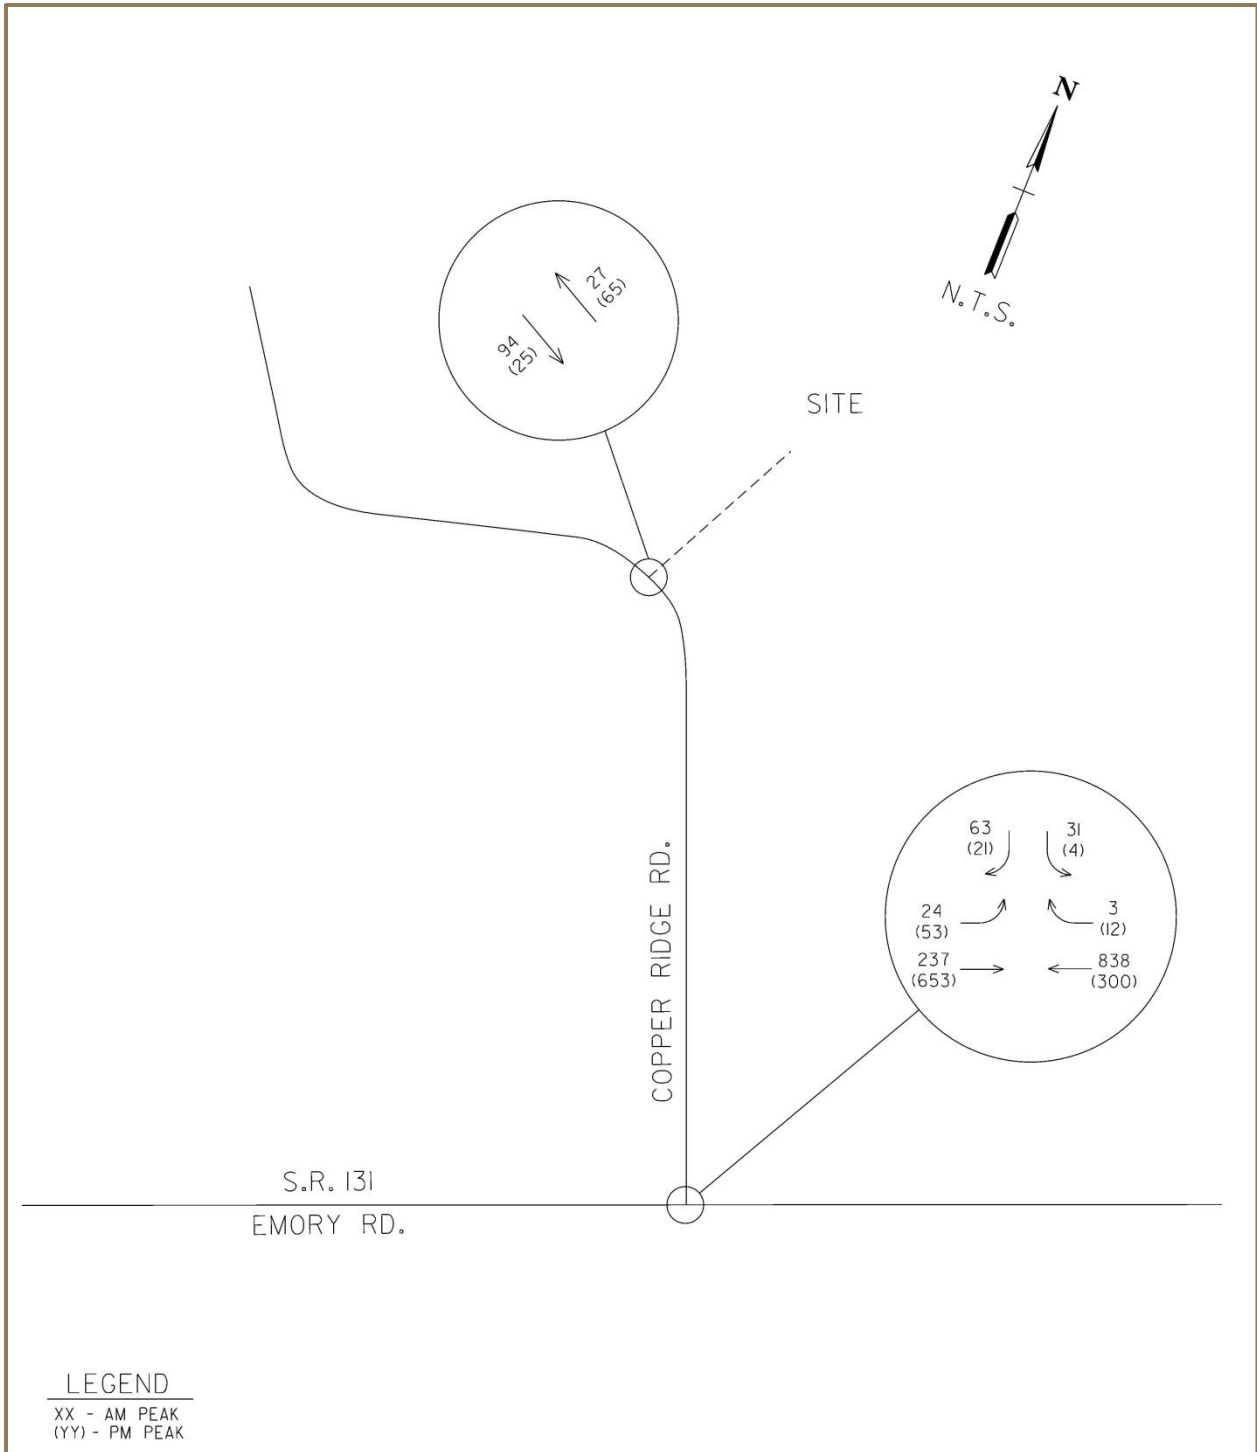 N
N.T.S.
27
(65)
94
(25)
SITE
63
(21)
31
(4)
24
(53)
3
(12)
237
(653)
838
(300)
COPPER RIDGE RD.
S.R. 131
EMORY RD.
LEGEND
XX - AM PEAK
(YY) - PM PEAK